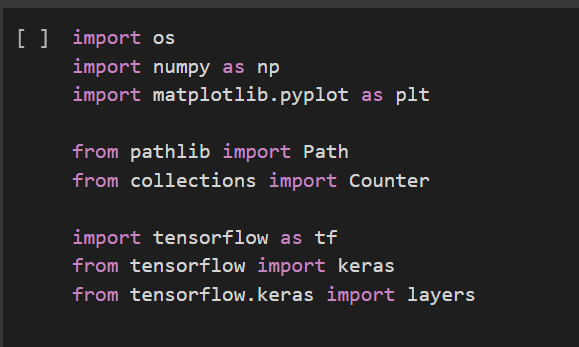 [ ] import os
import numpy as np
import matplotlib.pyplot as plt
from pathlib import Path
from collections import Counter
import tensorflow as tf
from tensorflow import keras
from tensorflow.keras import layers